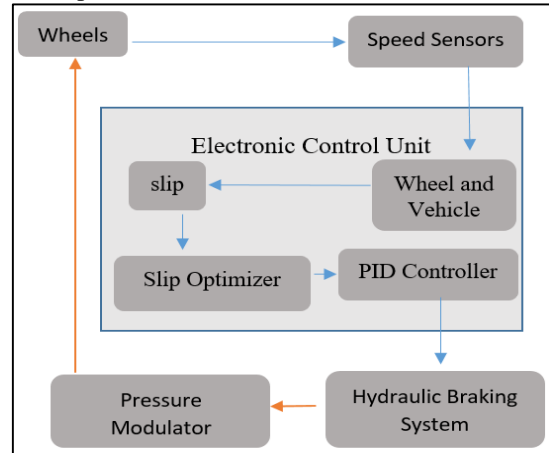 Wheels
Speed Sensors
Electronic Control Unit
slip
Wheel and
Vehicle
Slip Optimizer
PID Controller
Pressure
Modulator
Hydraulic Braking
System